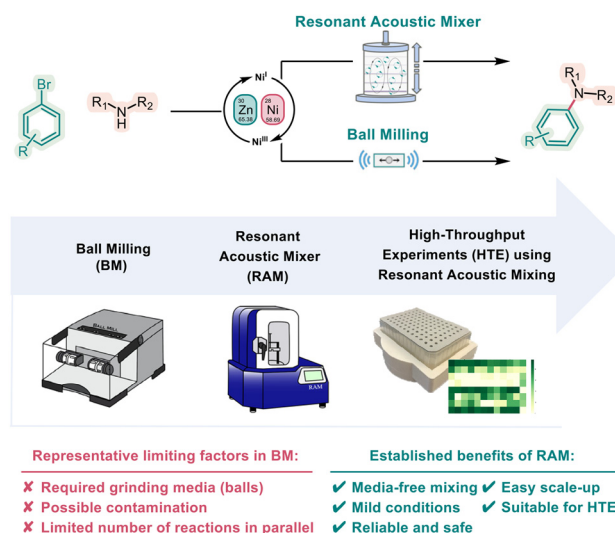 Resonant Acoustic Mixer
Br
R
R1
N
H
R2
NiI
30
Zn
65.38
28
Ni
58.69
NiIII
Ball Milling
R1
N
R2
R
Ball Milling
(BM)
Resonant
Acoustic Mixer
(RAM)
High-Throughput
Experiments (HTE) using
Resonant Acoustic Mixing
BALL MILL
RAM
Representative limiting factors in BM:
✘ Required grinding media (balls)
✘ Possible contamination
✘ Limited number of reactions in parallel
Established benefits of RAM:
✔ Media-free mixing ✔ Easy scale-up
✔ Mild conditions ✔ Suitable for HTE
✔ Reliable and safe